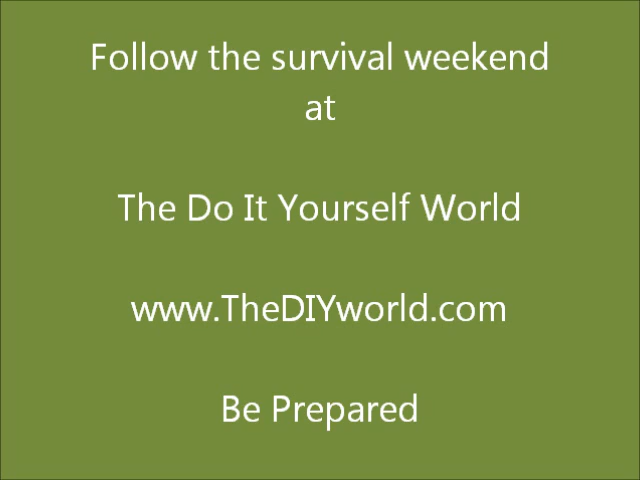 Follow the survival weekend
at
The Do It Yourself World
www.TheDIYworld.com
Be Prepared